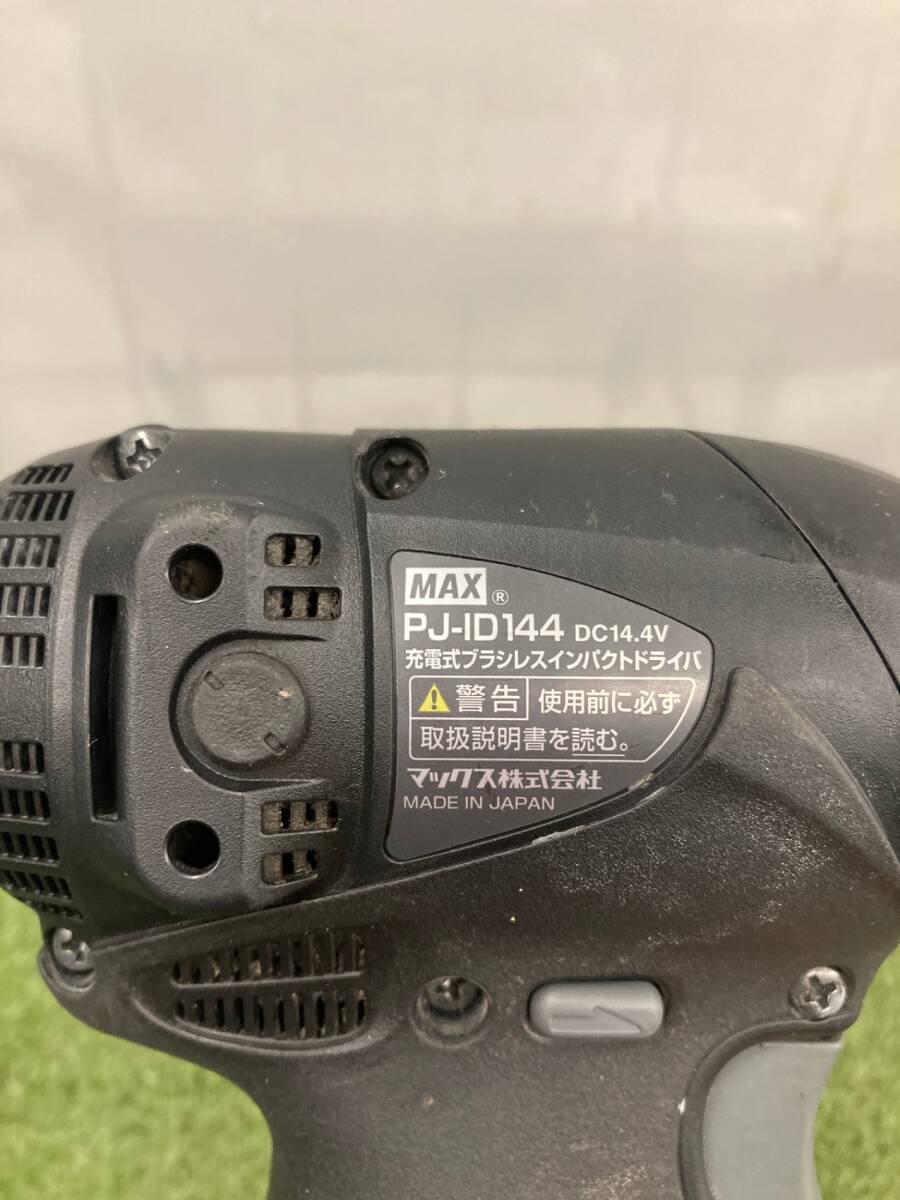 MAX®
PJ-ID144 DC14.4V
充電式ブラシレスインパクトドライバ
警告 使用前に必ず
取扱説明書を読む。
マックス株式会社
MADE IN JAPAN